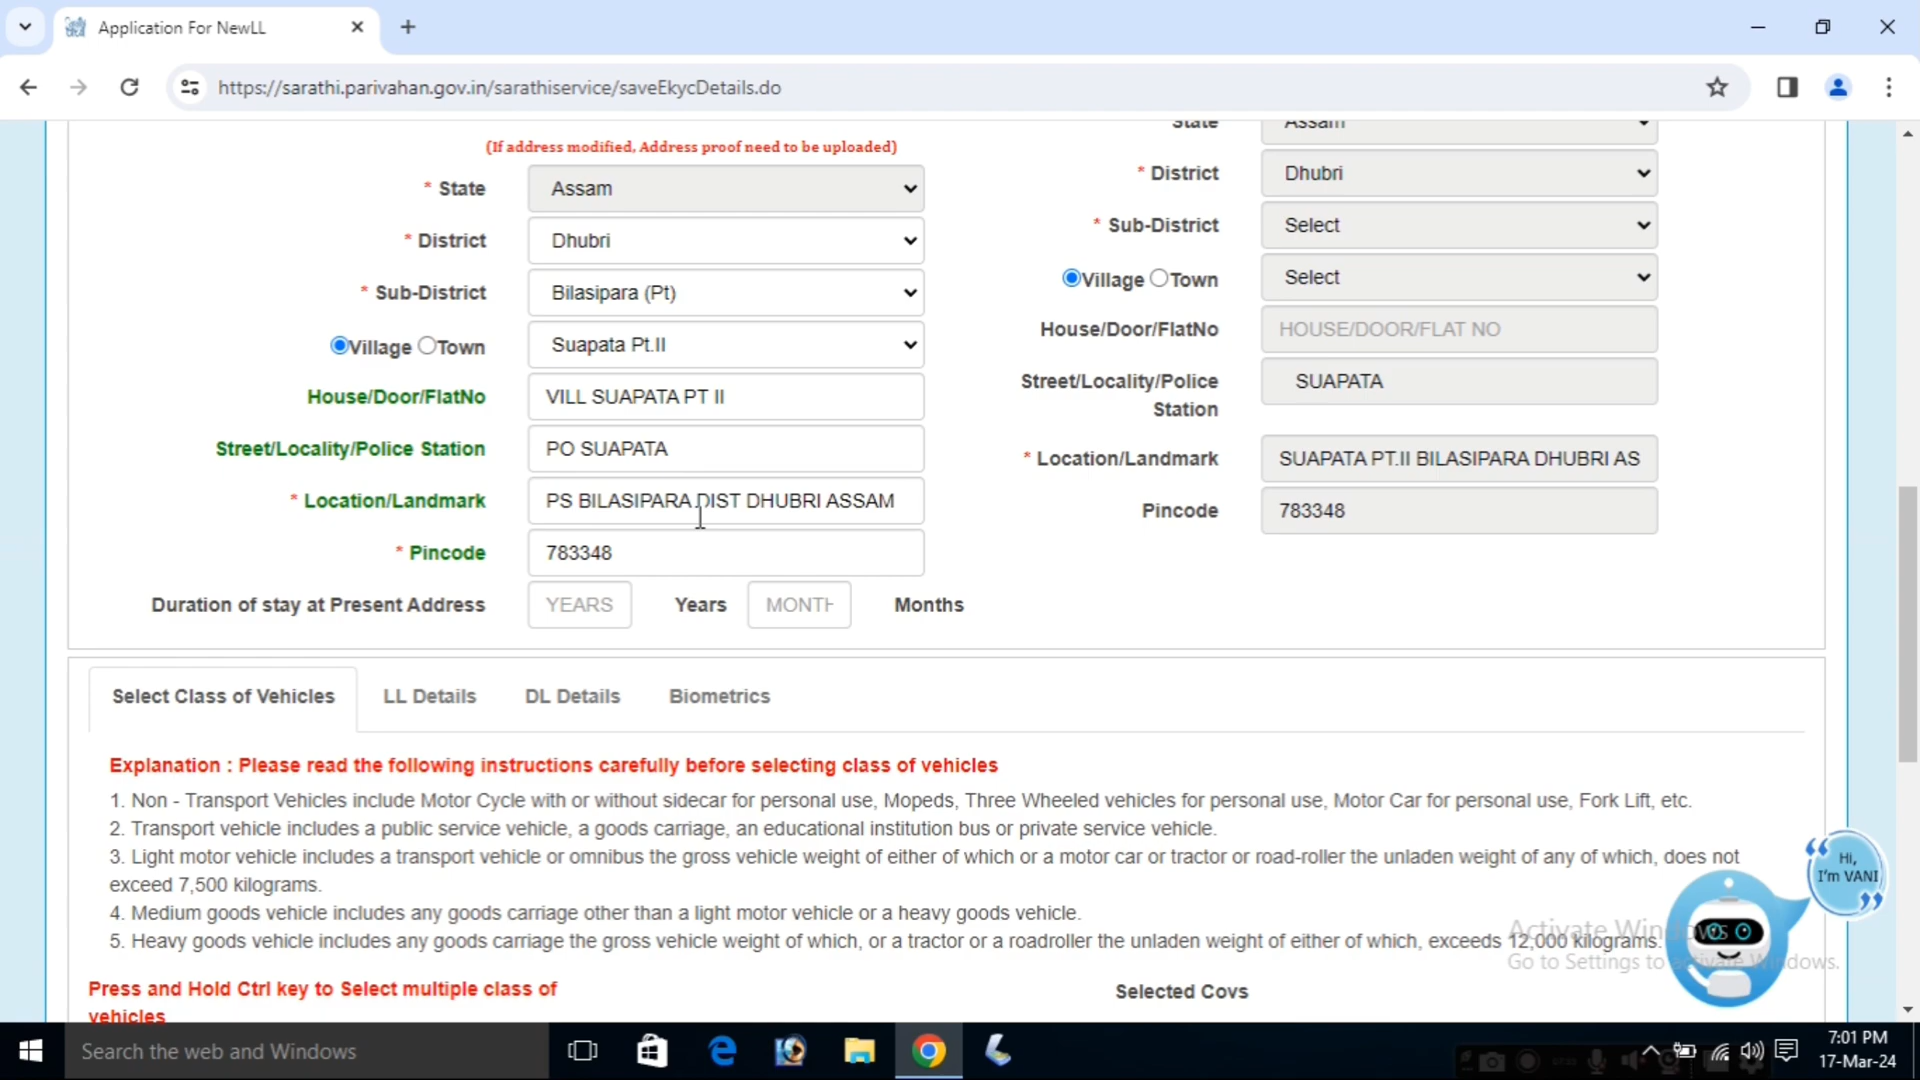 Application For NewLL
https://sarathi.parivahan.gov.in/sarathiservice/saveEkycDetails.do
(If address modified, Address proof need to be uploaded)
* State Assam
* District Dhubri
* Sub-District Bilasipara (Pt)
Village Town Suapata Pt.II
House/Door/FlatNo VILL SUAPATA PT II
Street/Locality/Police Station PO SUAPATA
* Location/Landmark PS BILASIPARA DIST DHUBRI ASSAM
* Pincode 783348
Duration of stay at Present Address YEARS Years MONTH Months
State Assam
* District Dhubri
* Sub-District Select
Village Town Select
House/Door/FlatNo HOUSE/DOOR/FLAT NO
Street/Locality/Police SUAPATA
Station
* Location/Landmark SUAPATA PT.II BILASIPARA DHUBRI AS
Pincode 783348
Select Class of Vehicles LL Details DL Details Biometrics
Explanation : Please read the following instructions carefully before selecting class of vehicles
1. Non - Transport Vehicles include Motor Cycle with or without sidecar for personal use, Mopeds, Three Wheeled vehicles for personal use, Motor Car for personal use, Fork Lift, etc.
2. Transport vehicle includes a public service vehicle, a goods carriage, an educational institution bus or private service vehicle.
3. Light motor vehicle includes a transport vehicle or omnibus the gross vehicle weight of either of which or a motor car or tractor or road-roller the unladen weight of any of which, does not
exceed 7,500 kilograms.
4. Medium goods vehicle includes any goods carriage other than a light motor vehicle or a heavy goods vehicle.
5. Heavy goods vehicle includes any goods carriage the gross vehicle weight of which, or a tractor or a roadroller the unladen weight of either of which, exceeds 12,000 kilograms.
Press and Hold Ctrl key to Select multiple class of
vehicles
Selected Covs
Hi,
I'm VANI
Activate Windows
Go to Settings to activate Windows.
Search the web and Windows
7:01 PM
17-Mar-24